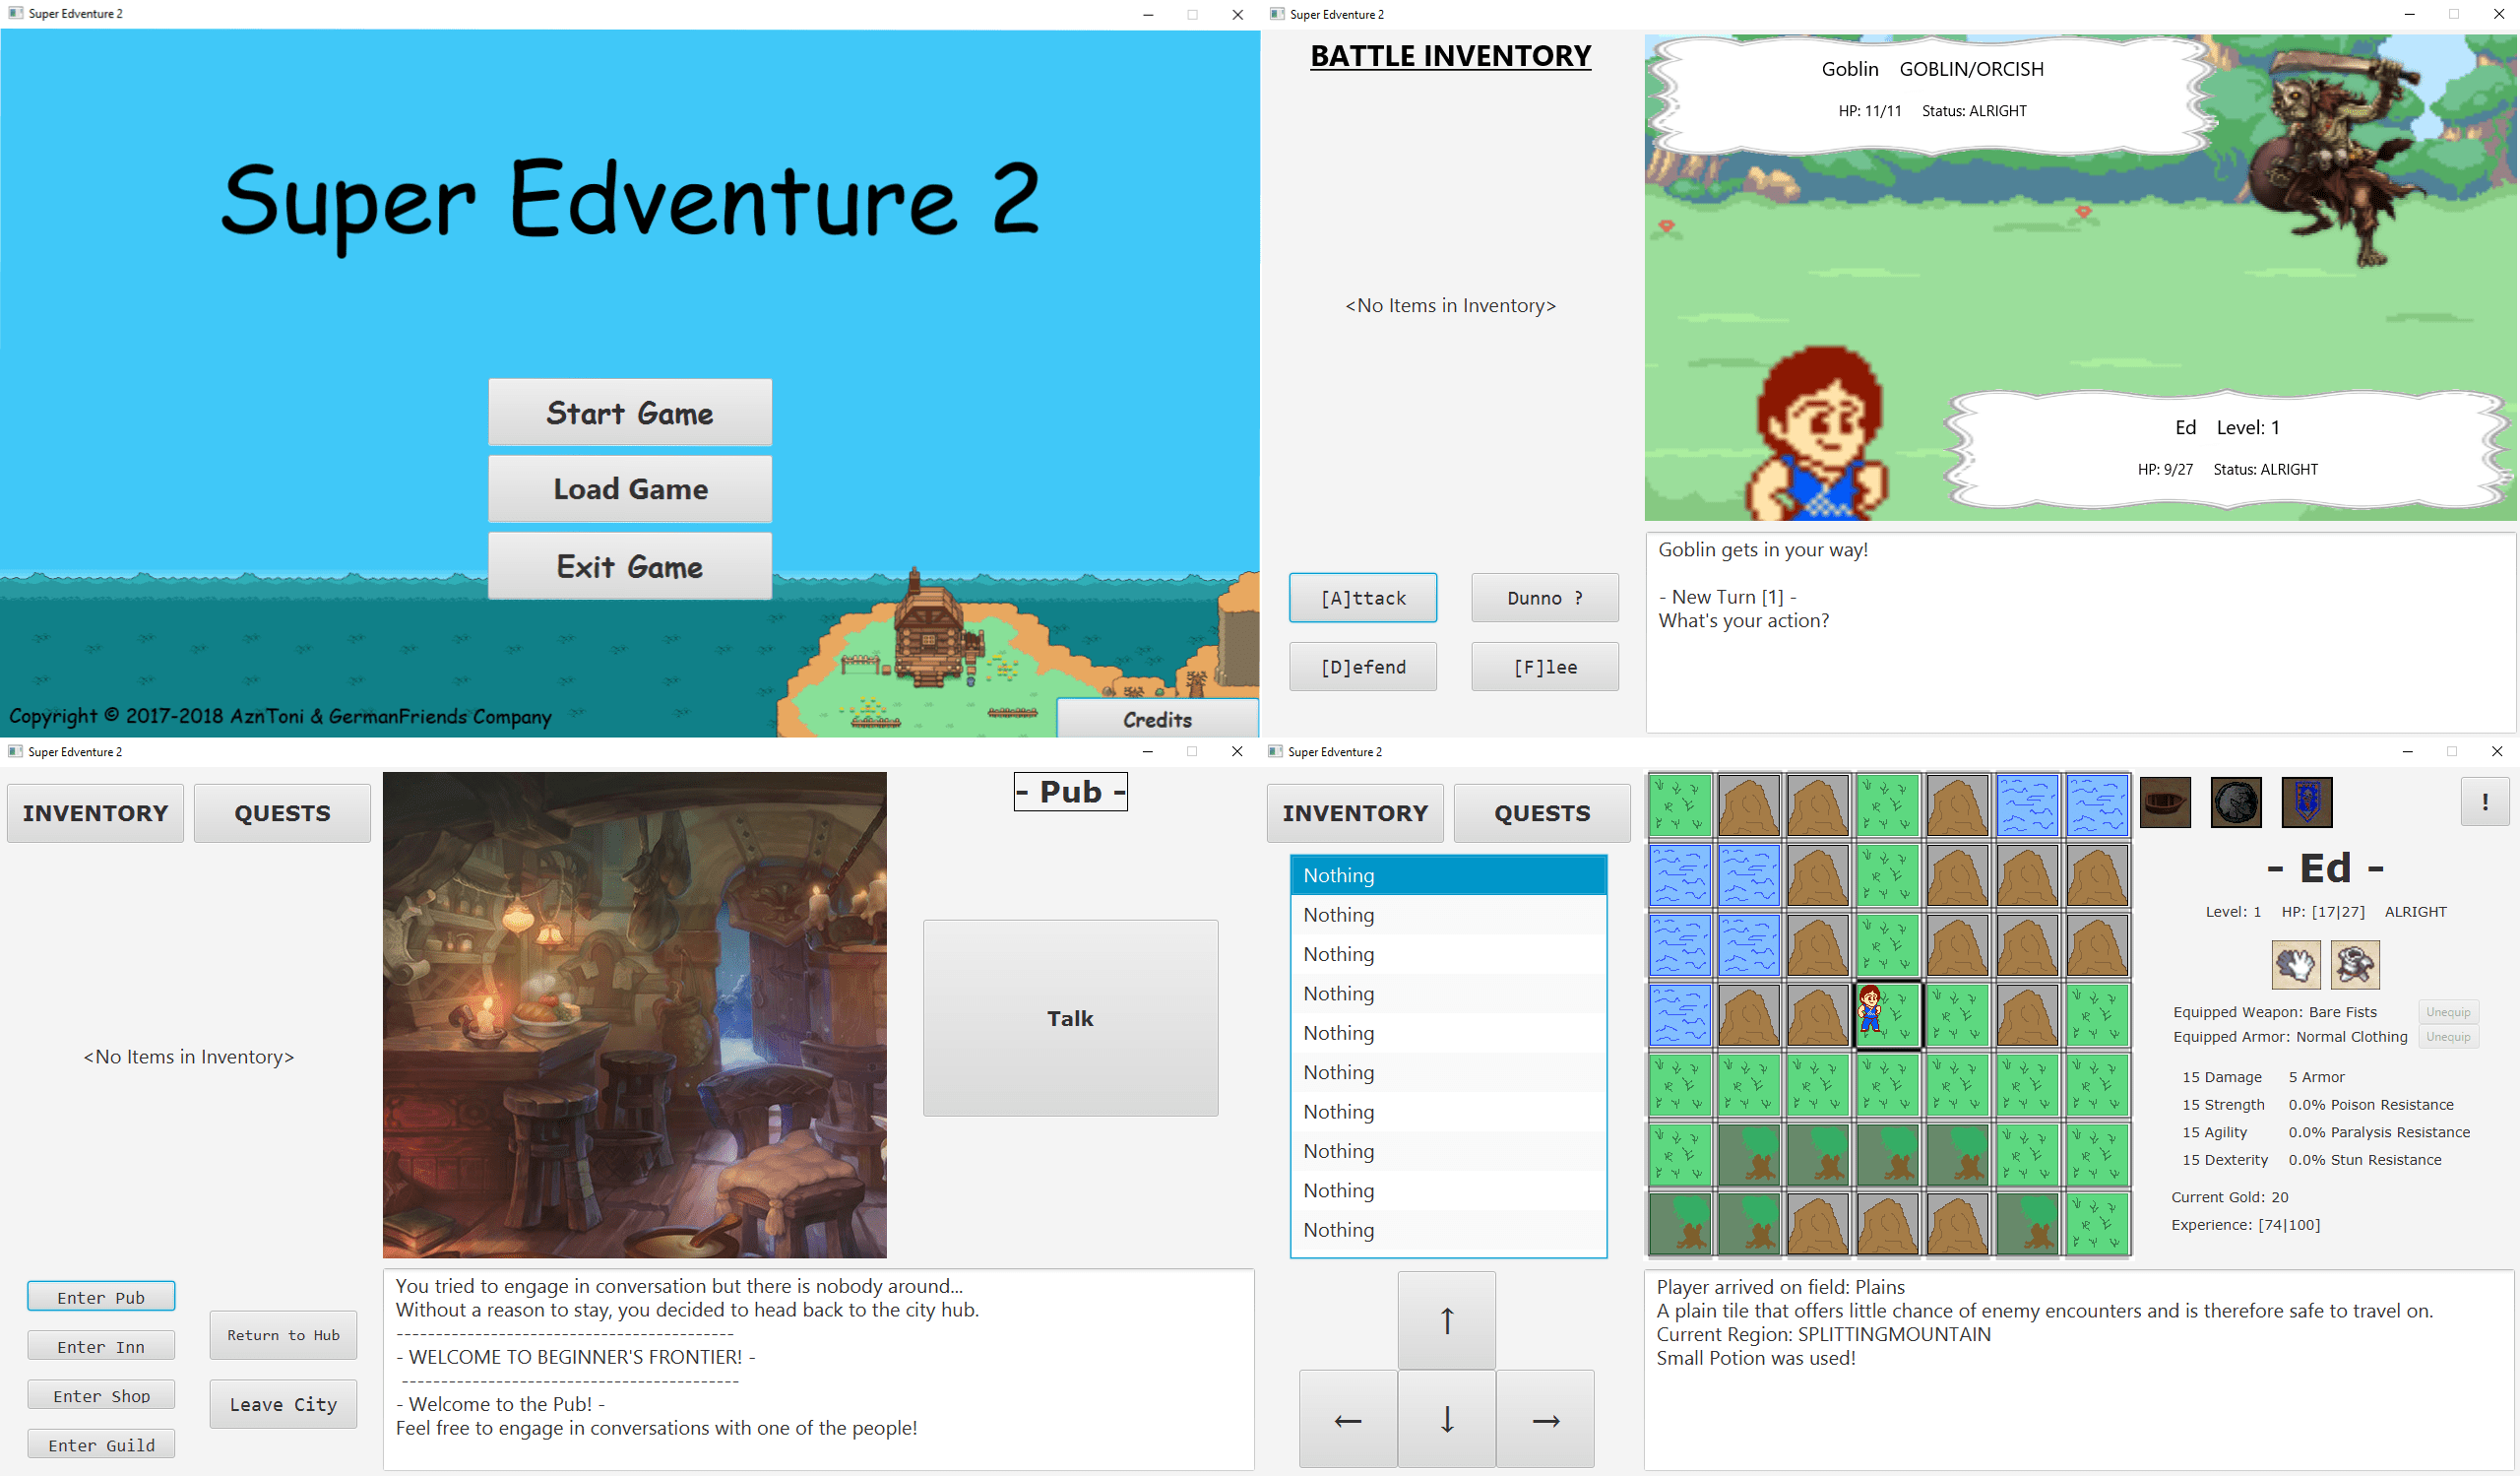 Super Edventure 2
Super Edventure 2
Start Game
Load Game
Exit Game
Copyright © 2017-2018 AznToni & GermanFriends Company
Credits
Super Edventure 2
BATTLE INVENTORY
<No Items in Inventory>
[A]ttack
Dunno ?
[D]efend
[F]lee
Goblin GOBLIN/ORCISH
HP: 11/11 Status: ALRIGHT
Ed Level: 1
HP: 9/27 Status: ALRIGHT
Goblin gets in your way!
- New Turn [1] -
What's your action?
Super Edventure 2
INVENTORY
QUESTS
<No Items in Inventory>
- Pub -
Talk
Enter Pub
Enter Inn
Enter Shop
Enter Guild
Return to Hub
Leave City
You tried to engage in conversation but there is nobody around...
Without a reason to stay, you decided to head back to the city hub.
-------------------------------------------
- WELCOME TO BEGINNER'S FRONTIER! -
-------------------------------------------
- Welcome to the Pub! -
Feel free to engage in conversations with one of the people!
Super Edventure 2
INVENTORY
QUESTS
Nothing
Nothing
Nothing
Nothing
Nothing
Nothing
Nothing
Nothing
Nothing
Nothing
↑
← ↓ →
!
- Ed -
Level: 1 HP: [17|27] ALRIGHT
Equipped Weapon: Bare Fists Unequip
Equipped Armor: Normal Clothing Unequip
15 Damage 5 Armor
15 Strength 0.0% Poison Resistance
15 Agility 0.0% Paralysis Resistance
15 Dexterity 0.0% Stun Resistance
Current Gold: 20
Experience: [74|100]
Player arrived on field: Plains
A plain tile that offers little chance of enemy encounters and is therefore safe to travel on.
Current Region: SPLITTINGMOUNTAIN
Small Potion was used!